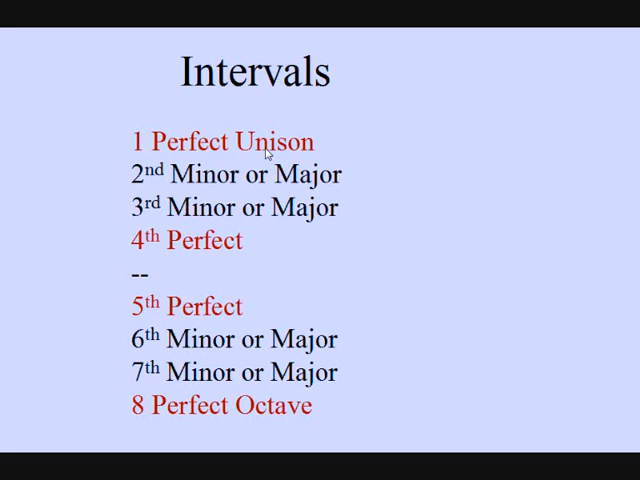 Intervals
1 Perfect Unison
2nd Minor or Major
3rd Minor or Major
4th Perfect
--
5th Perfect
6th Minor or Major
7th Minor or Major
8 Perfect Octave